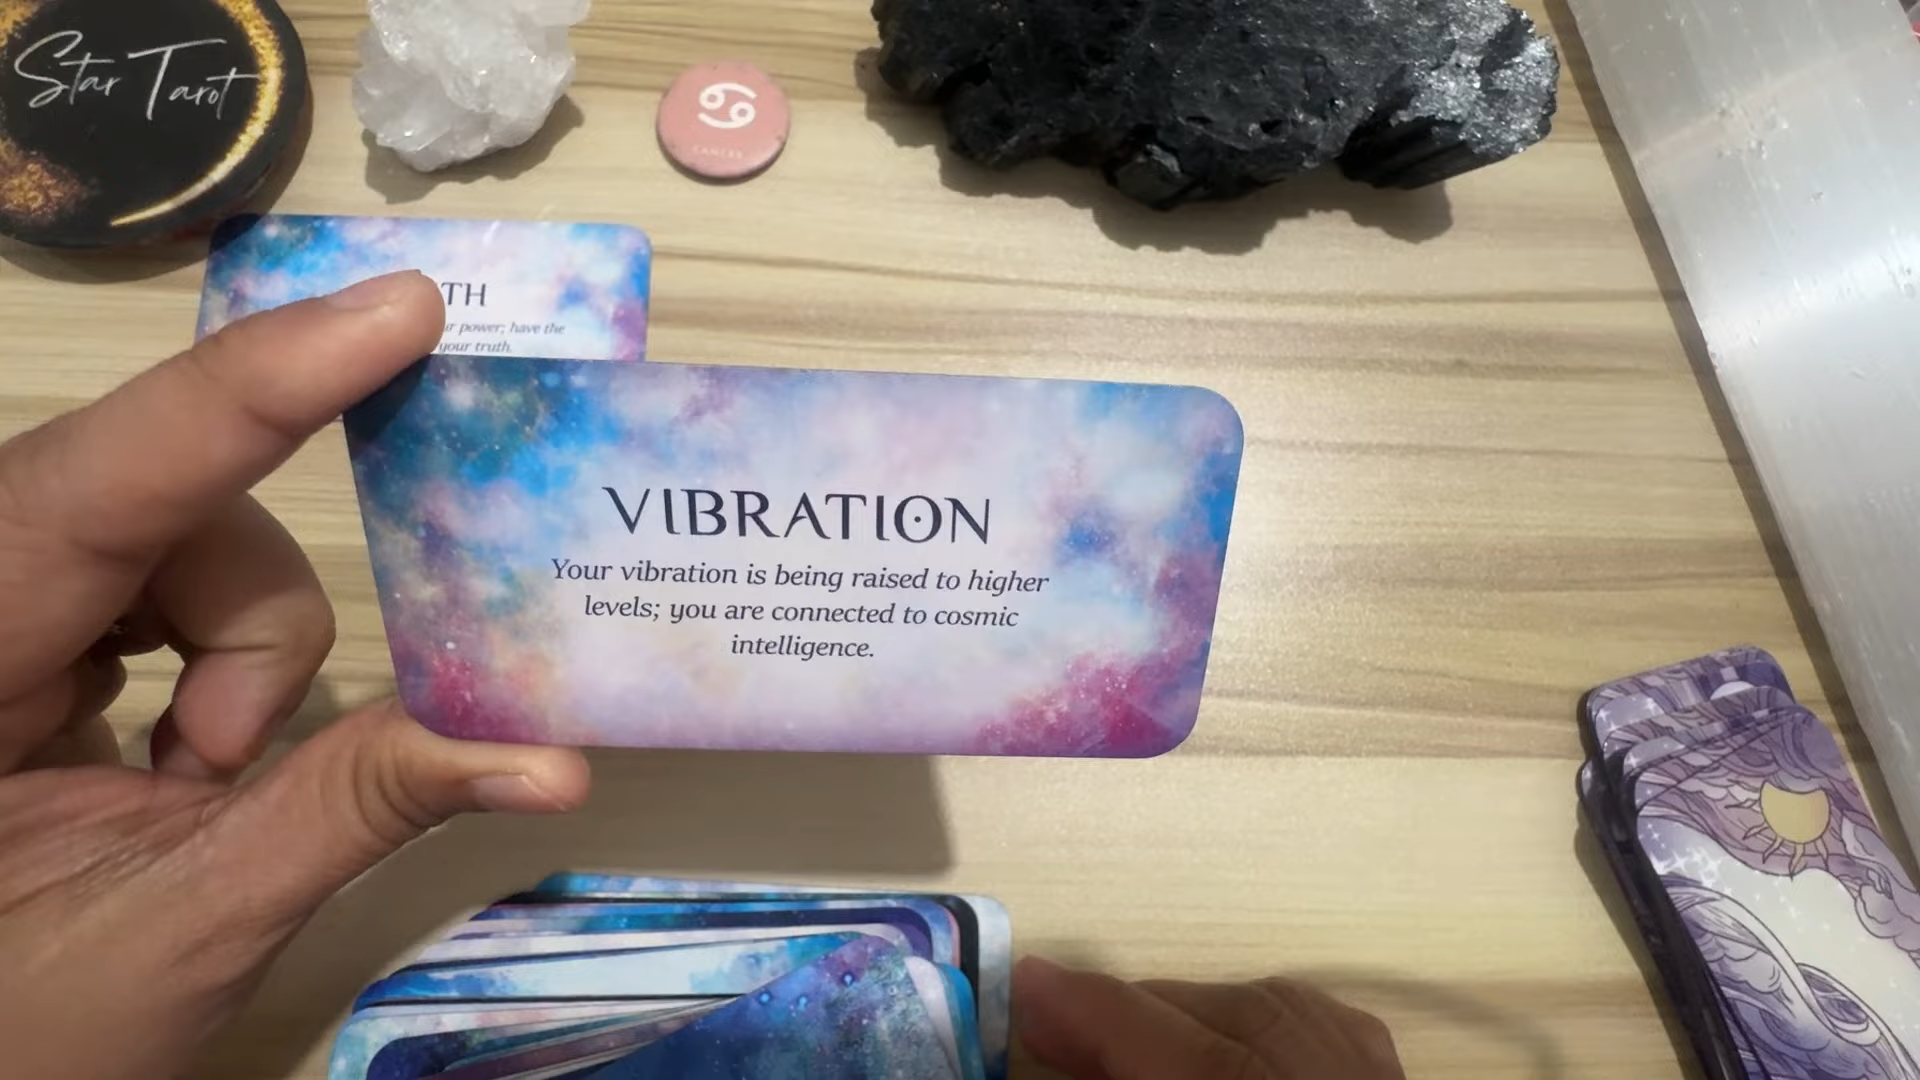 Star Tarot
CANCER
TH
power; have the
your truth.
VIBRATION
Your vibration is being raised to higher
levels; you are connected to cosmic
intelligence.